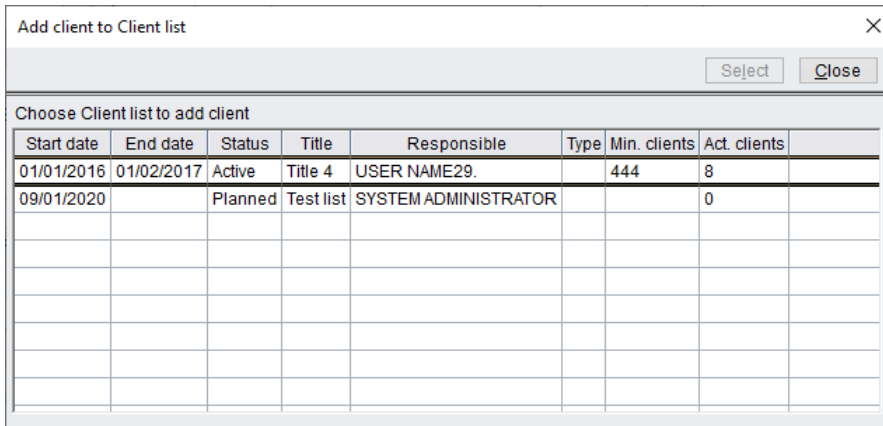 Add client to Client list
Select Close
Choose Client list to add client
Start date End date Status Title Responsible Type Min. clients Act. clients
01/01/2016 01/02/2017 Active Title 4 USER NAME29. 444 8
09/01/2020 Planned Test list SYSTEM ADMINISTRATOR 0